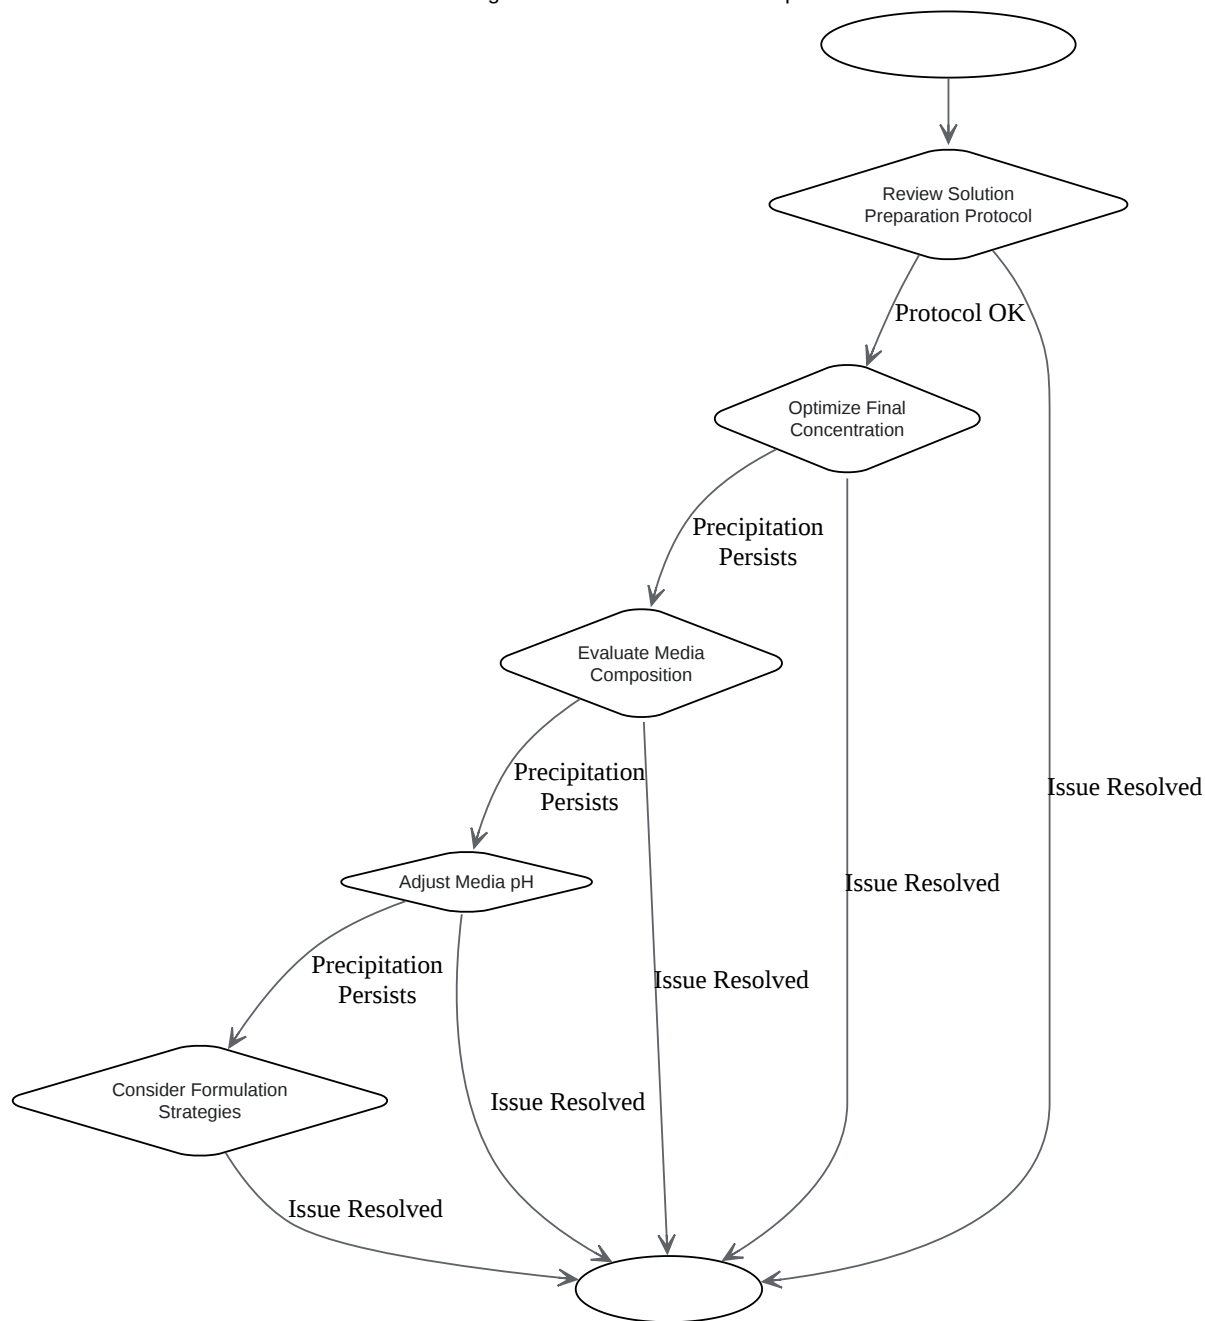 Review Solution
Preparation Protocol
Protocol OK
Optimize Final
Concentration
Precipitation
Persists
Evaluate Media
Composition
Precipitation
Persists
Issue Resolved
Adjust Media pH
Issue Resolved
Precipitation
Persists
Issue Resolved
Consider Formulation
Strategies
Issue Resolved
Issue Resolved